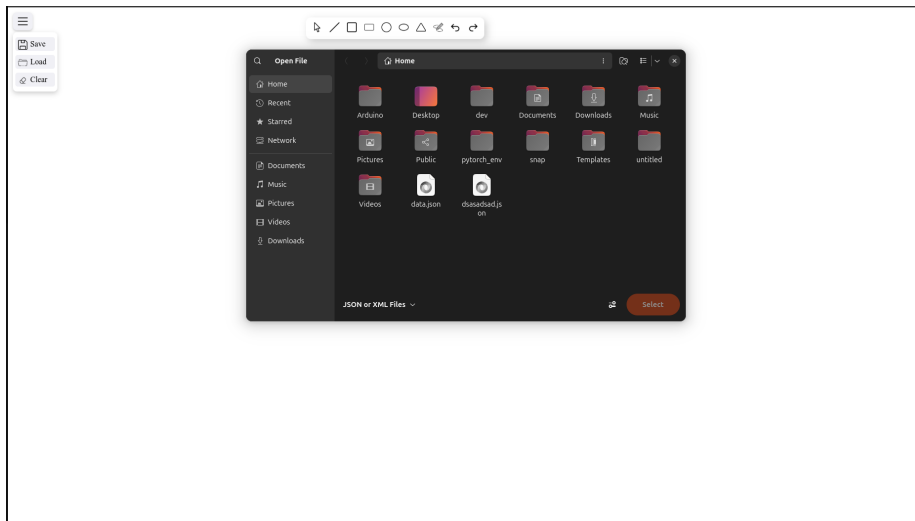 Save
Load
Clear
Open File
Home
Home
Recent
Starred
Network
Documents
Music
Pictures
Videos
Downloads
Arduino
Desktop
dev
Documents
Downloads
Music
Pictures
Public
pytorch_env
snap
Templates
untitled
Videos
data.json
dsasadsad.js
on
JSON or XML Files
Select